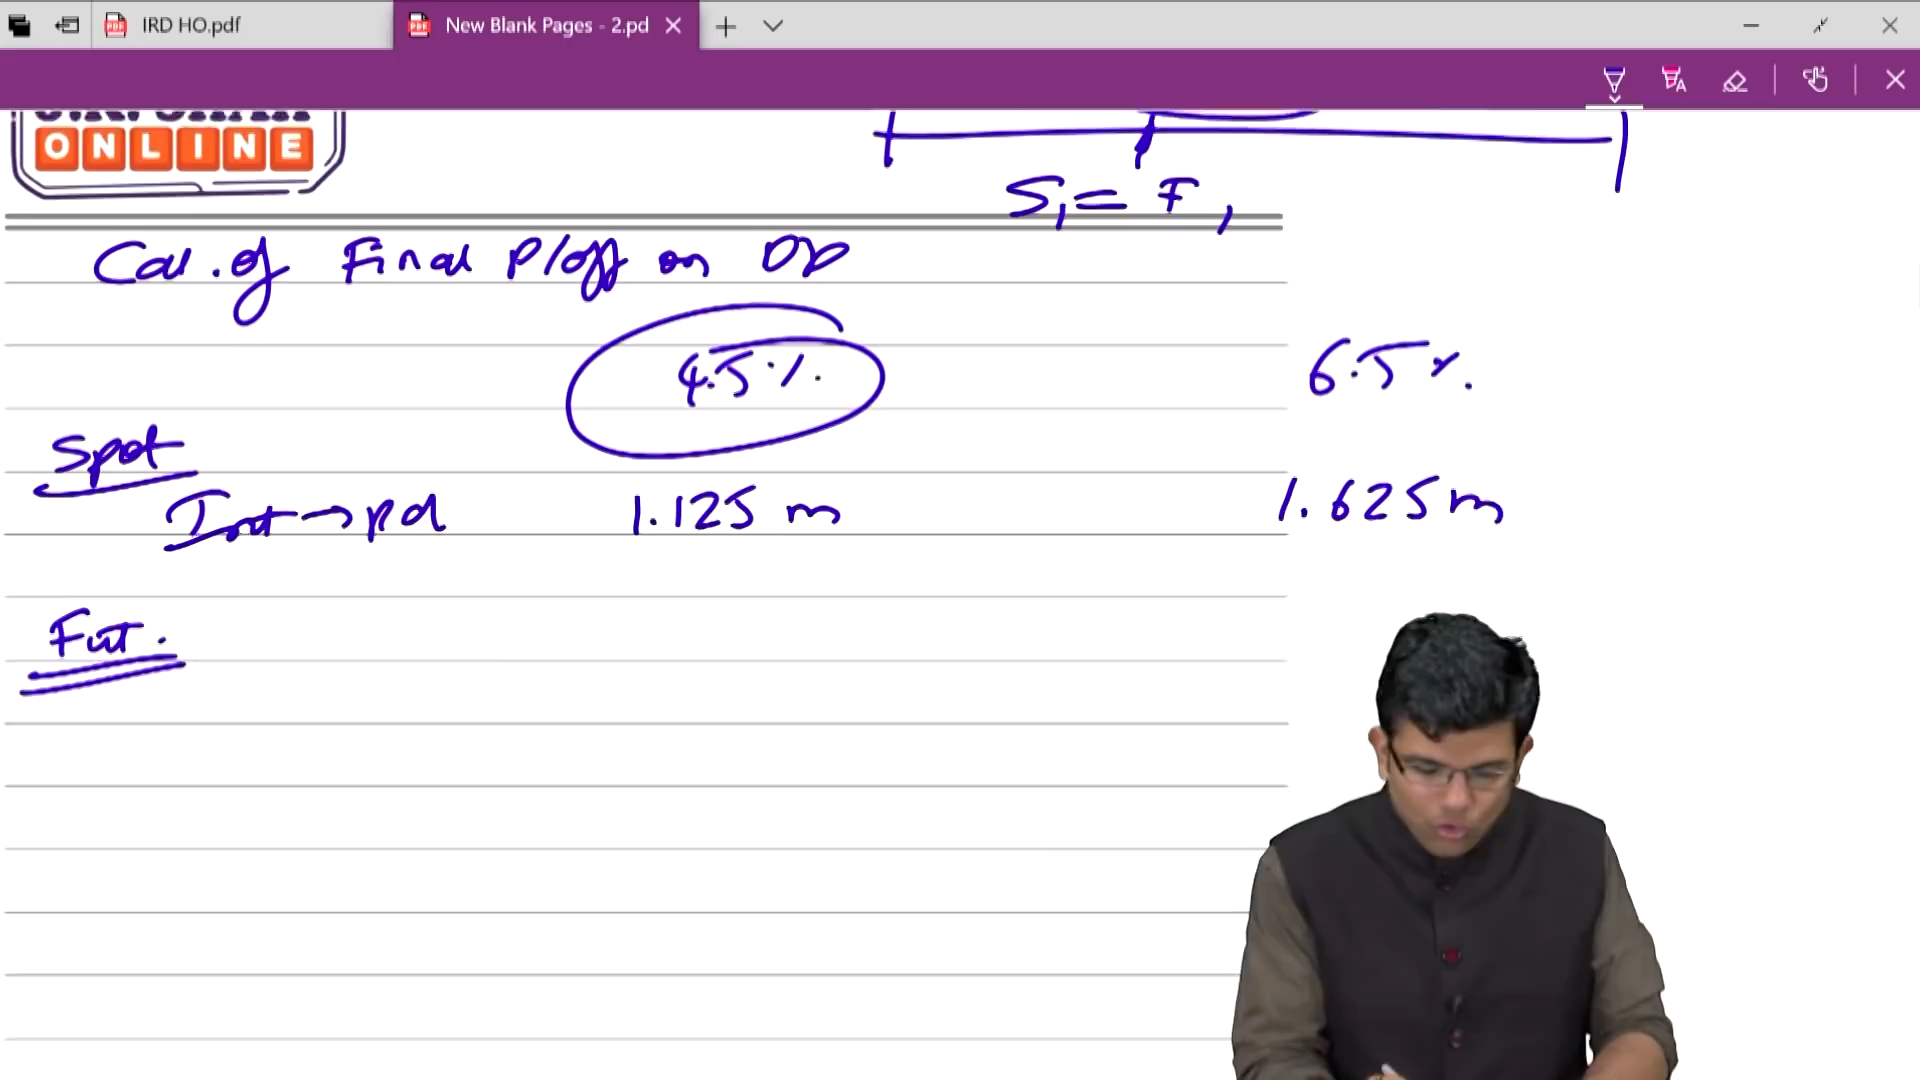 IRD HO.pdf
New Blank Pages - 2.pd
ONLINE
S₁ = F₁
Cal. of Final P/off on DD
4.5%.
6.5%.
Spot
Int → pd 1.125 m 1.625 m
Fut.